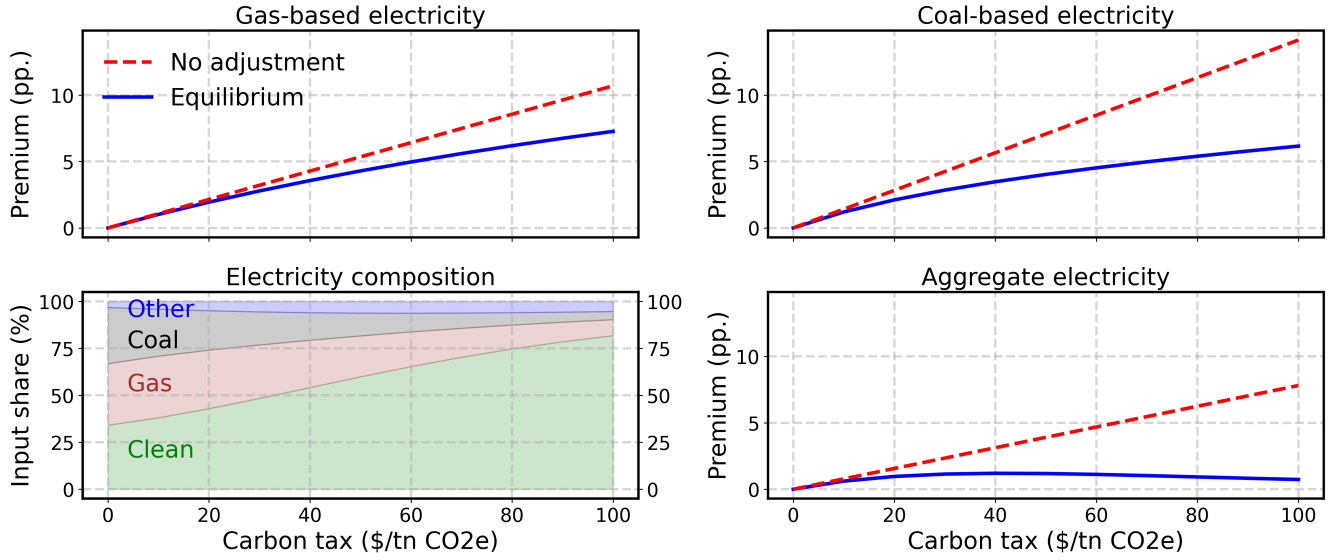 Gas-based electricity
Premium (pp.)
10
5
0
No adjustment
Equilibrium
Coal-based electricity
Premium (pp.)
10
5
0
Electricity composition
Input share (%)
100
75
50
25
0
Other
Coal
Gas
Clean
100
75
50
25
0
0 20 40 60 80 100
Carbon tax ($/tn CO2e)
Aggregate electricity
Premium (pp.)
10
5
0
0 20 40 60 80 100
Carbon tax ($/tn CO2e)